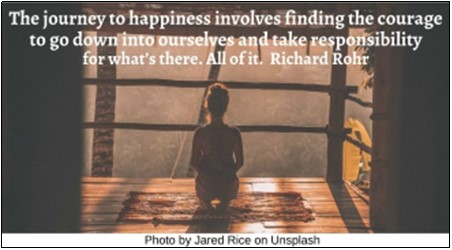 The journey to happiness involves finding the courage
to go down into ourselves and take responsibility
for what's there. All of it.  Richard Rohr
Photo by Jared Rice on Unsplash